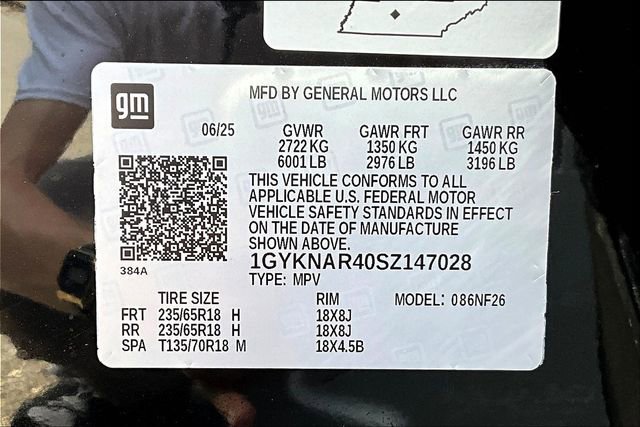 gm
MFD BY GENERAL MOTORS LLC
06/25 GVWR GAWR FRT GAWR RR
2722 KG 1350 KG 1450 KG
6001 LB 2976 LB 3196 LB
THIS VEHICLE CONFORMS TO ALL
APPLICABLE U.S. FEDERAL MOTOR
VEHICLE SAFETY STANDARDS IN EFFECT
ON THE DATE OF MANUFACTURE
SHOWN ABOVE.
384A
1GYKNAR40SZ147028
TYPE: MPV
TIRE SIZE RIM MODEL: 086NF26
FRT 235/65R18 H 18X8J
RR 235/65R18 H 18X8J
SPA T135/70R18 M 18X4.5B